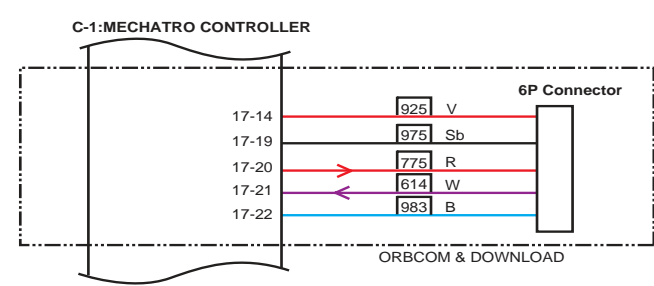 C-1:MECHATRO CONTROLLER
6P Connector
17-14 925 V
17-19 975 Sb
17-20 775 R
17-21 614 W
17-22 983 B
ORBCOM & DOWNLOAD